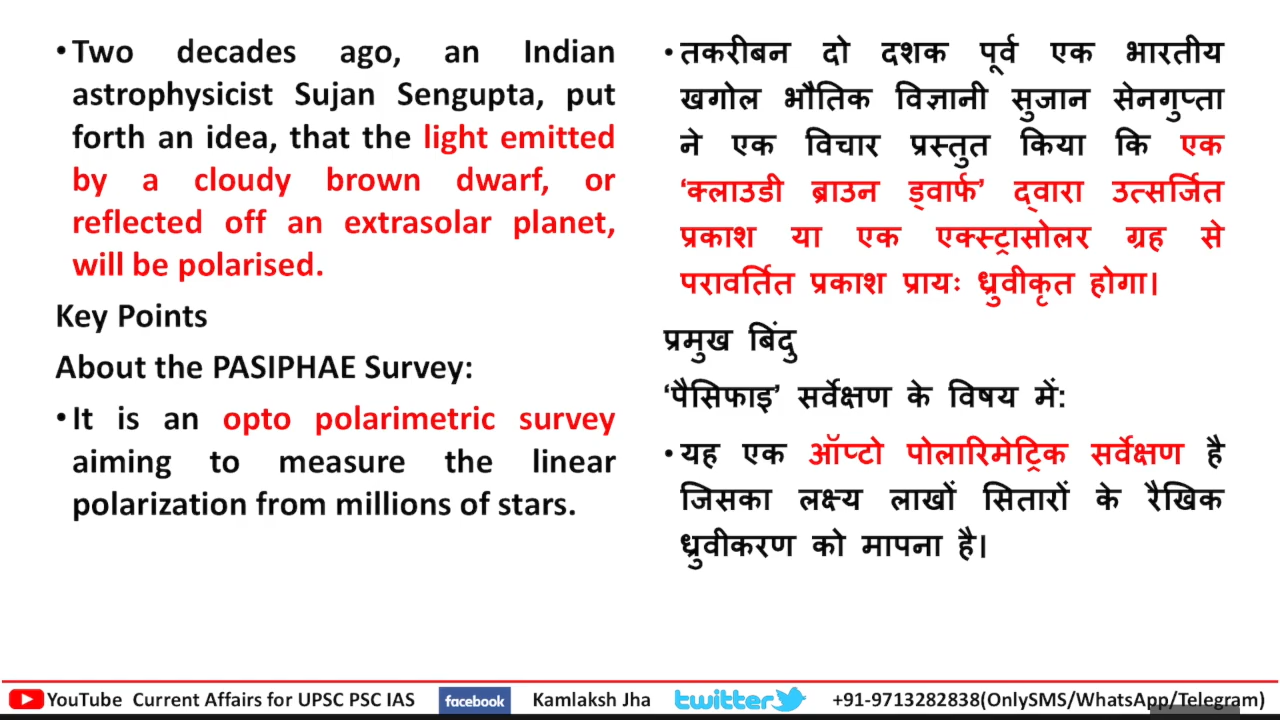 •Two decades ago, an Indian
astrophysicist Sujan Sengupta, put
forth an idea, that the light emitted
by a cloudy brown dwarf, or
reflected off an extrasolar planet,
will be polarised.
Key Points
About the PASIPHAE Survey:
•It is an opto polarimetric survey
aiming to measure the linear
polarization from millions of stars.
•तकरीबन दो दशक पूर्व एक भारतीय
खगोल भौतिक विज्ञानी सुजान सेनगुप्ता
ने एक विचार प्रस्तुत किया कि एक
‘क्लाउडी ब्राउन ड्वार्फ’ द्वारा उत्सर्जित
प्रकाश या एक एक्स्ट्रासोलर ग्रह से
परावर्तित प्रकाश प्रायः ध्रुवीकृत होगा।
प्रमुख बिंदु
‘पैसिफाइ’ सर्वेक्षण के विषय में:
•यह एक ऑप्टो पोलारिमेट्रिक सर्वेक्षण है
जिसका लक्ष्य लाखों सितारों के रैखिक
ध्रुवीकरण को मापना है।
YouTube Current Affairs for UPSC PSC IAS facebook Kamlaksh Jha twitter +91-9713282838(OnlySMS/WhatsApp/Telegram)